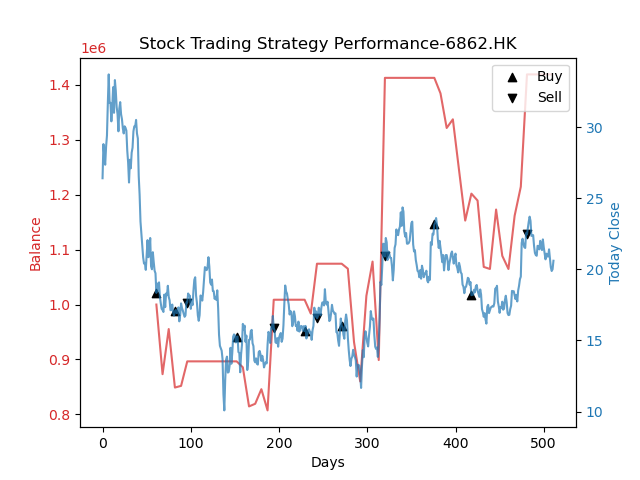 Stock Trading Strategy Performance-6862.HK
1e6
1.4
1.3
1.2
1.1
1.0
0.9
0.8
Balance
Buy
Sell
30
25
20
15
10
Today Close
0
100
200
300
400
500
Days